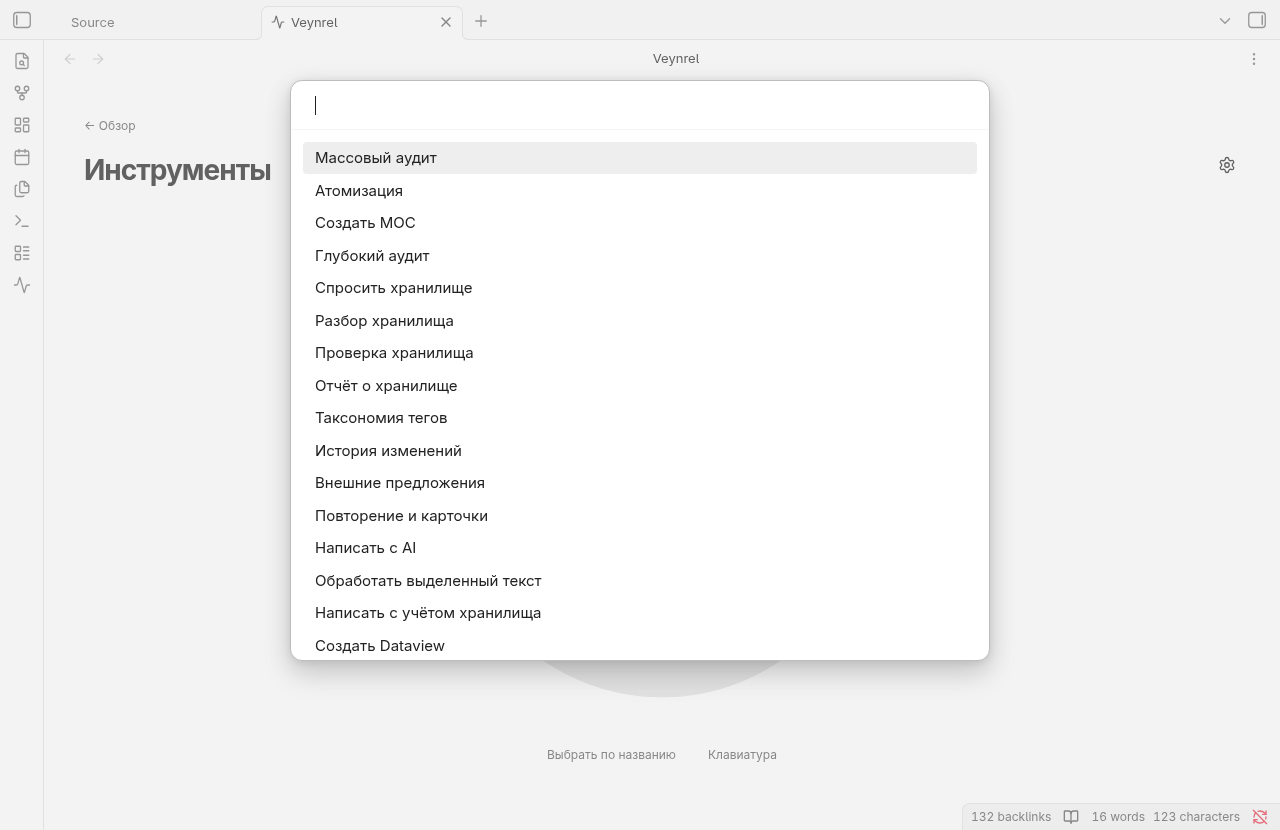 Source
Veynrel
Veynrel
← Обзор
Инструменты
Массовый аудит
Атомизация
Создать МОС
Глубокий аудит
Спросить хранилище
Разбор хранилища
Проверка хранилища
Отчёт о хранилище
Таксономия тегов
История изменений
Внешние предложения
Повторение и карточки
Написать с AI
Обработать выделенный текст
Написать с учётом хранилища
Создать Dataview
Выбрать по названию Клавиатура
132 backlinks 16 words 123 characters